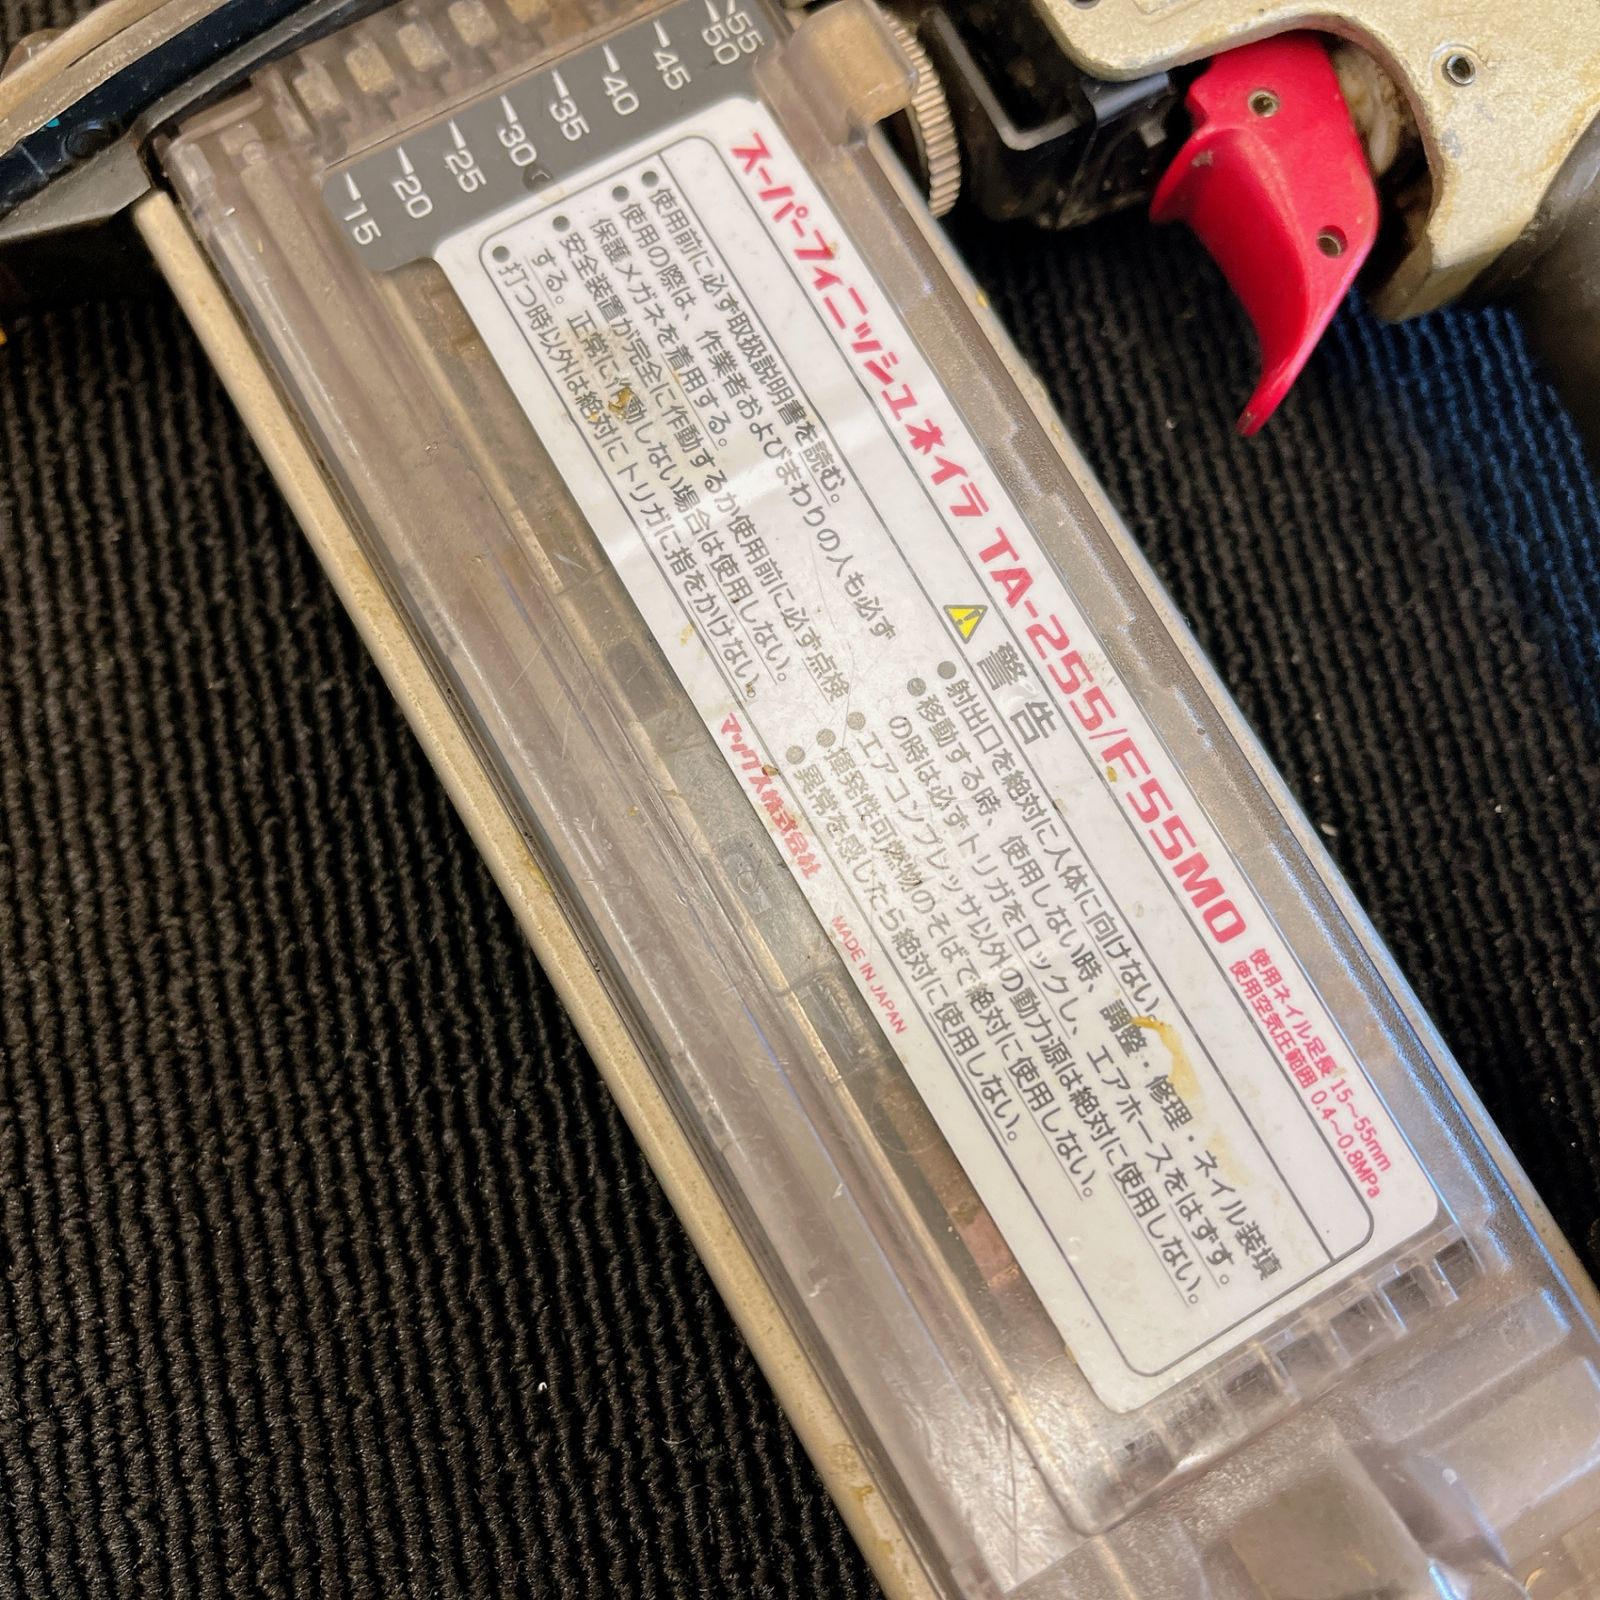 15
20
25
30
35
40
45
50
55
スーパーフィニッシュネイラ TA-255/F55MO
使用ネイル足長 15〜55mm
使用空気圧範囲 0.4〜0.8MPa
警告
●使用前に必ず取扱説明書を読む。
●使用の際は、作業者およびまわりの人も必ず
保護メガネを着用する。
●安全装置が完全に作動するか使用前に必ず点検
する。正常に作動しない場合は使用しない。
●打つ時以外は絶対にトリガに指をかけない。
●射出口を絶対に人体に向けない。
●移動する時、使用しない時、調整・修理・ネイル装填
の時は必ずトリガをロックし、エアホースをはずす。
●エアコンプレッサ以外の動力源は絶対に使用しない。
●揮発性可燃物のそばで絶対に使用しない。
●異常を感じたら絶対に使用しない。
マックス株式会社
MADE IN JAPAN